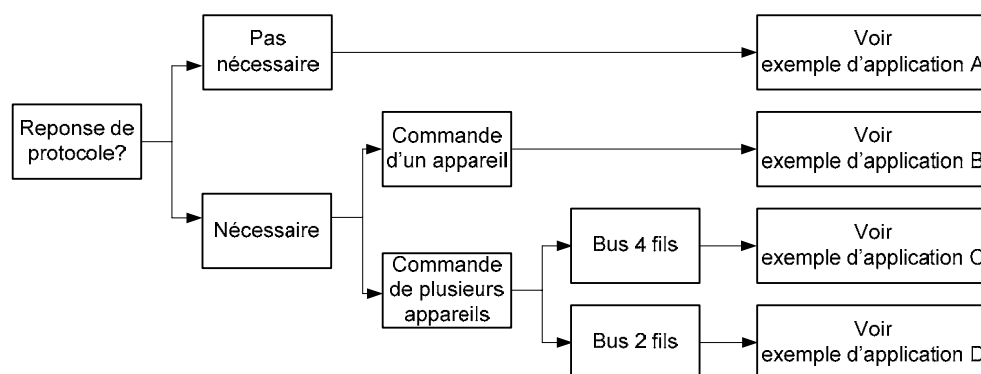 Pas
nécessaire
Voir
exemple d'application A
Reponse de
protocole?
Commande
d'un appareil
Voir
exemple d'application B
Nécessaire
Commande
de plusieurs
appareils
Bus 4 fils
Voir
exemple d'application C
Bus 2 fils
Voir
exemple d'application D